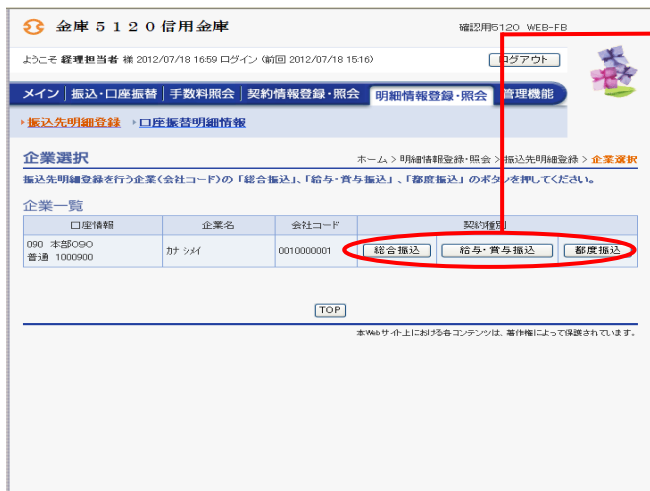 金庫５１２０信用金庫
確認用5120 WEB-FB
ようこそ 経理担当者 様 2012/07/18 16:59 ログイン (前回 2012/07/18 15:16)
ログアウト
メイン 振込・口座振替 手数料照会 契約情報登録・照会 明細情報登録・照会 管理機能
振込先明細登録 口座振替明細情報
企業選択
ホーム > 明細情報登録・照会 > 振込先明細登録 > 企業選択
振込先明細登録を行う企業(会社コード)の「総合振込」、「給与・賞与振込」、「都度振込」のボタンを押してください。
企業一覧
口座情報 企業名 会社コード 契約種別
090 本部090
普通 1000900
カナ シメイ 0010000001 総合振込 給与・賞与振込 都度振込
TOP
本Webサイト上における各コンテンツは、著作権によって保護されています。